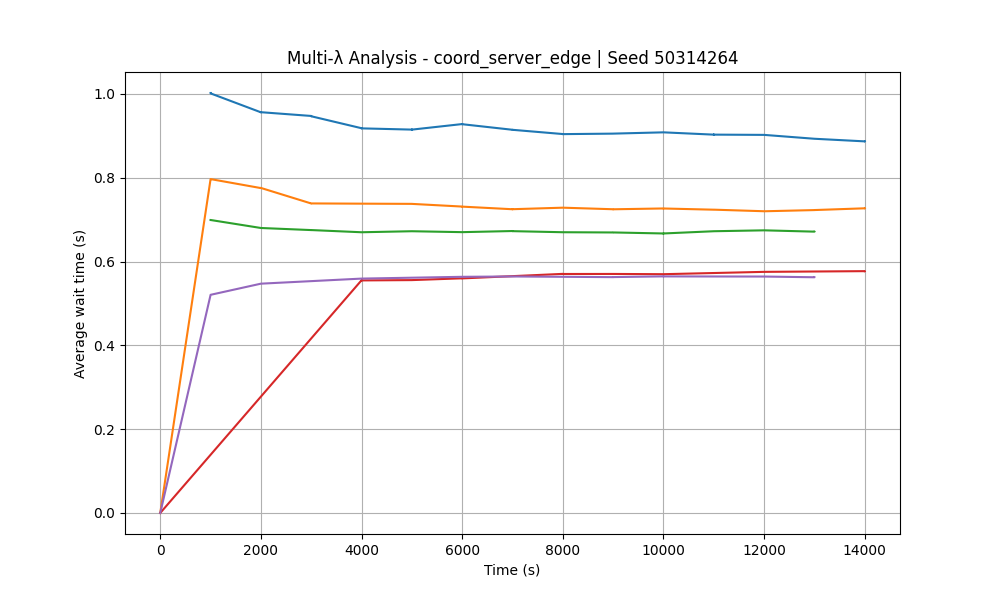 Multi-λ Analysis - coord_server_edge | Seed 50314264
Average wait time (s)
1.0
0.8
0.6
0.4
0.2
0.0
0 2000 4000 6000 8000 10000 12000 14000
Time (s)